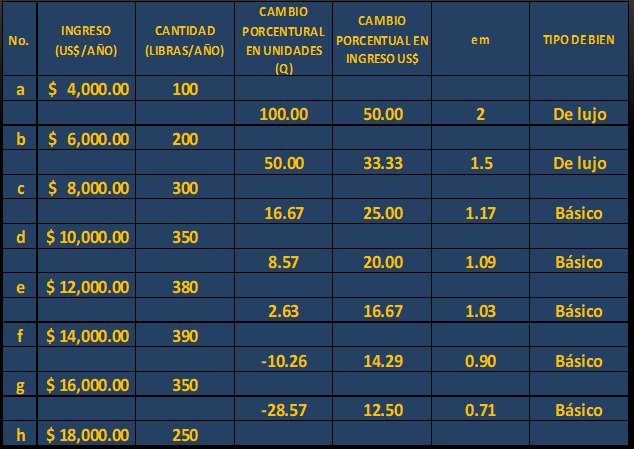 No. INGRESO (US$/AÑO) CANTIDAD (LIBRAS/AÑO) CAMBIO PORCENTURAL EN UNIDADES (Q) CAMBIO PORCENTUAL EN INGRESO US$ em TIPO DE BIEN
a $ 4,000.00 100
100.00 50.00 2 De lujo
b $ 6,000.00 200
50.00 33.33 1.5 De lujo
c $ 8,000.00 300
16.67 25.00 1.17 Básico
d $ 10,000.00 350
8.57 20.00 1.09 Básico
e $ 12,000.00 380
2.63 16.67 1.03 Básico
f $ 14,000.00 390
-10.26 14.29 0.90 Básico
g $ 16,000.00 350
-28.57 12.50 0.71 Básico
h $ 18,000.00 250